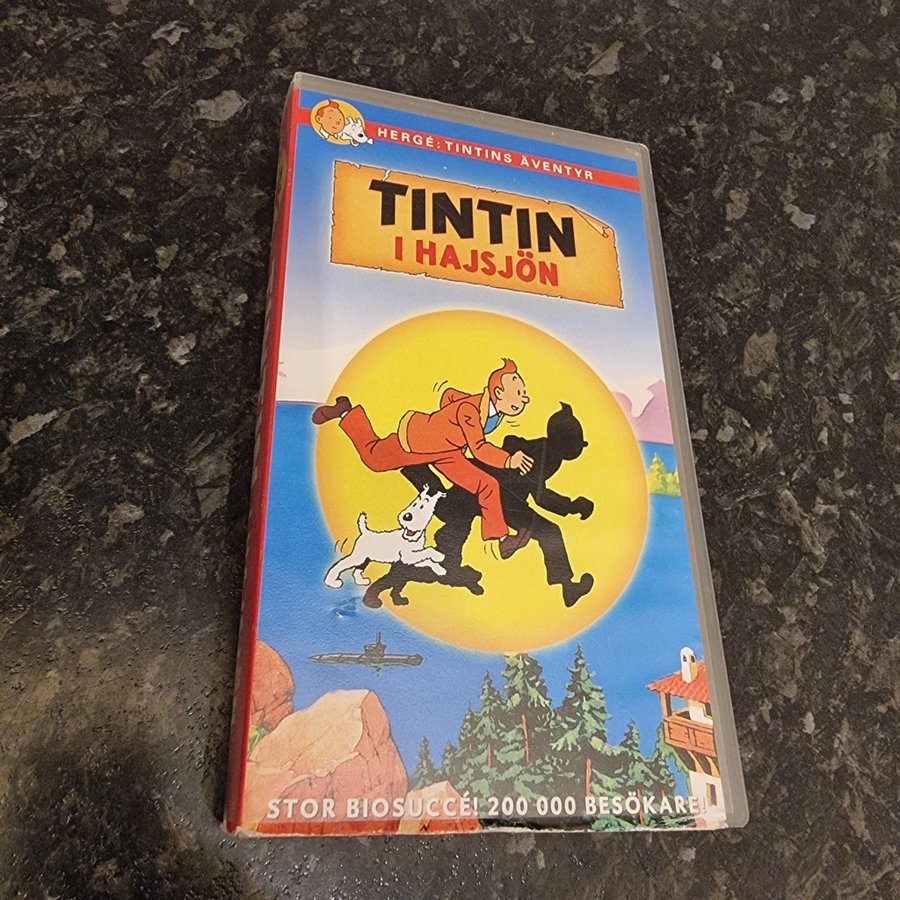 HERGÉ: TINTINS ÄVENTYR
TINTIN
I HAJSJÖN
STOR BIOSUCCÉ! 200 000 BESÖKARE!